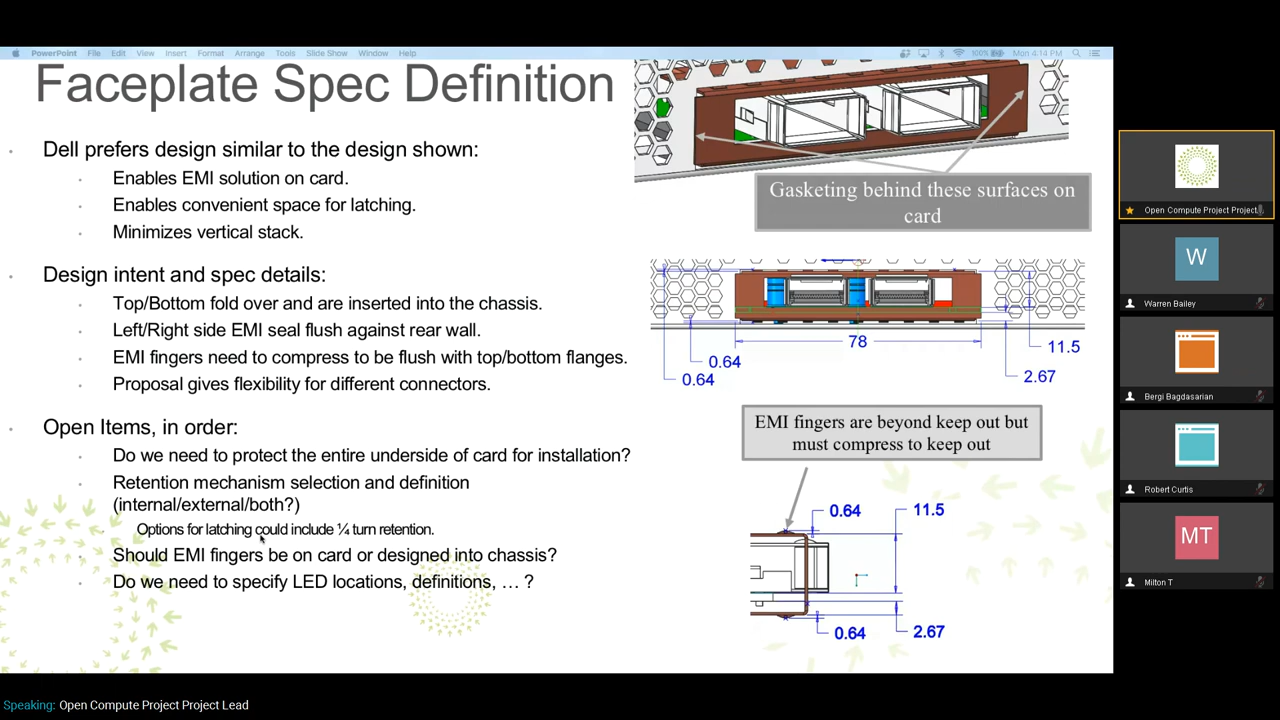 PowerPoint File Edit View Insert Format Arrange Tools Slide Show Window Help 100% Mon 4:14 PM
Faceplate Spec Definition
Dell prefers design similar to the design shown:
Enables EMI solution on card.
Enables convenient space for latching.
Minimizes vertical stack.
Design intent and spec details:
Top/Bottom fold over and are inserted into the chassis.
Left/Right side EMI seal flush against rear wall.
EMI fingers need to compress to be flush with top/bottom flanges.
Proposal gives flexibility for different connectors.
Open Items, in order:
Do we need to protect the entire underside of card for installation?
Retention mechanism selection and definition
(internal/external/both?)
Options for latching could include ¼ turn retention.
Should EMI fingers be on card or designed into chassis?
Do we need to specify LED locations, definitions, … ?
Gasketing behind these surfaces on
card
78
11.5
0.64
0.64
2.67
EMI fingers are beyond keep out but
must compress to keep out
0.64
11.5
0.64
2.67
Open Compute Project Project
W
Warren Bailey
Bergi Bagdasarian
Robert Curtis
MT
Milton T
Speaking: Open Compute Project Project Lead